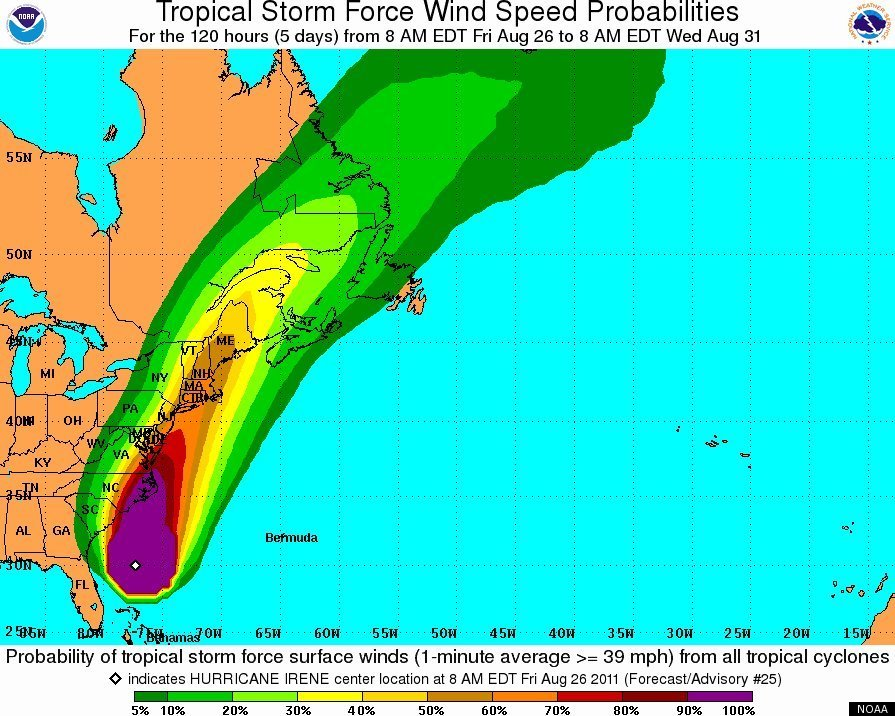 Tropical Storm Force Wind Speed Probabilities
For the 120 hours (5 days) from 8 AM EDT Fri Aug 26 to 8 AM EDT Wed Aug 31
NOAA
55N
50N
45N
ME
VT
MI
NY
NH
MA
CT
PA
NJ
40N
OH
WV
VA
KY
TN
NC
35N
SC
AL
GA
Bermuda
30N
FL
25N
85W 80W 75W 70W 65W 60W 55W 50W 45W 40W 35W 30W 25W 20W 15W
Bahamas
Probability of tropical storm force surface winds (1-minute average >= 39 mph) from all tropical cyclones
indicates HURRICANE IRENE center location at 8 AM EDT Fri Aug 26 2011 (Forecast/Advisory #25)
5% 10% 20% 30% 40% 50% 60% 70% 80% 90% 100%
NOAA